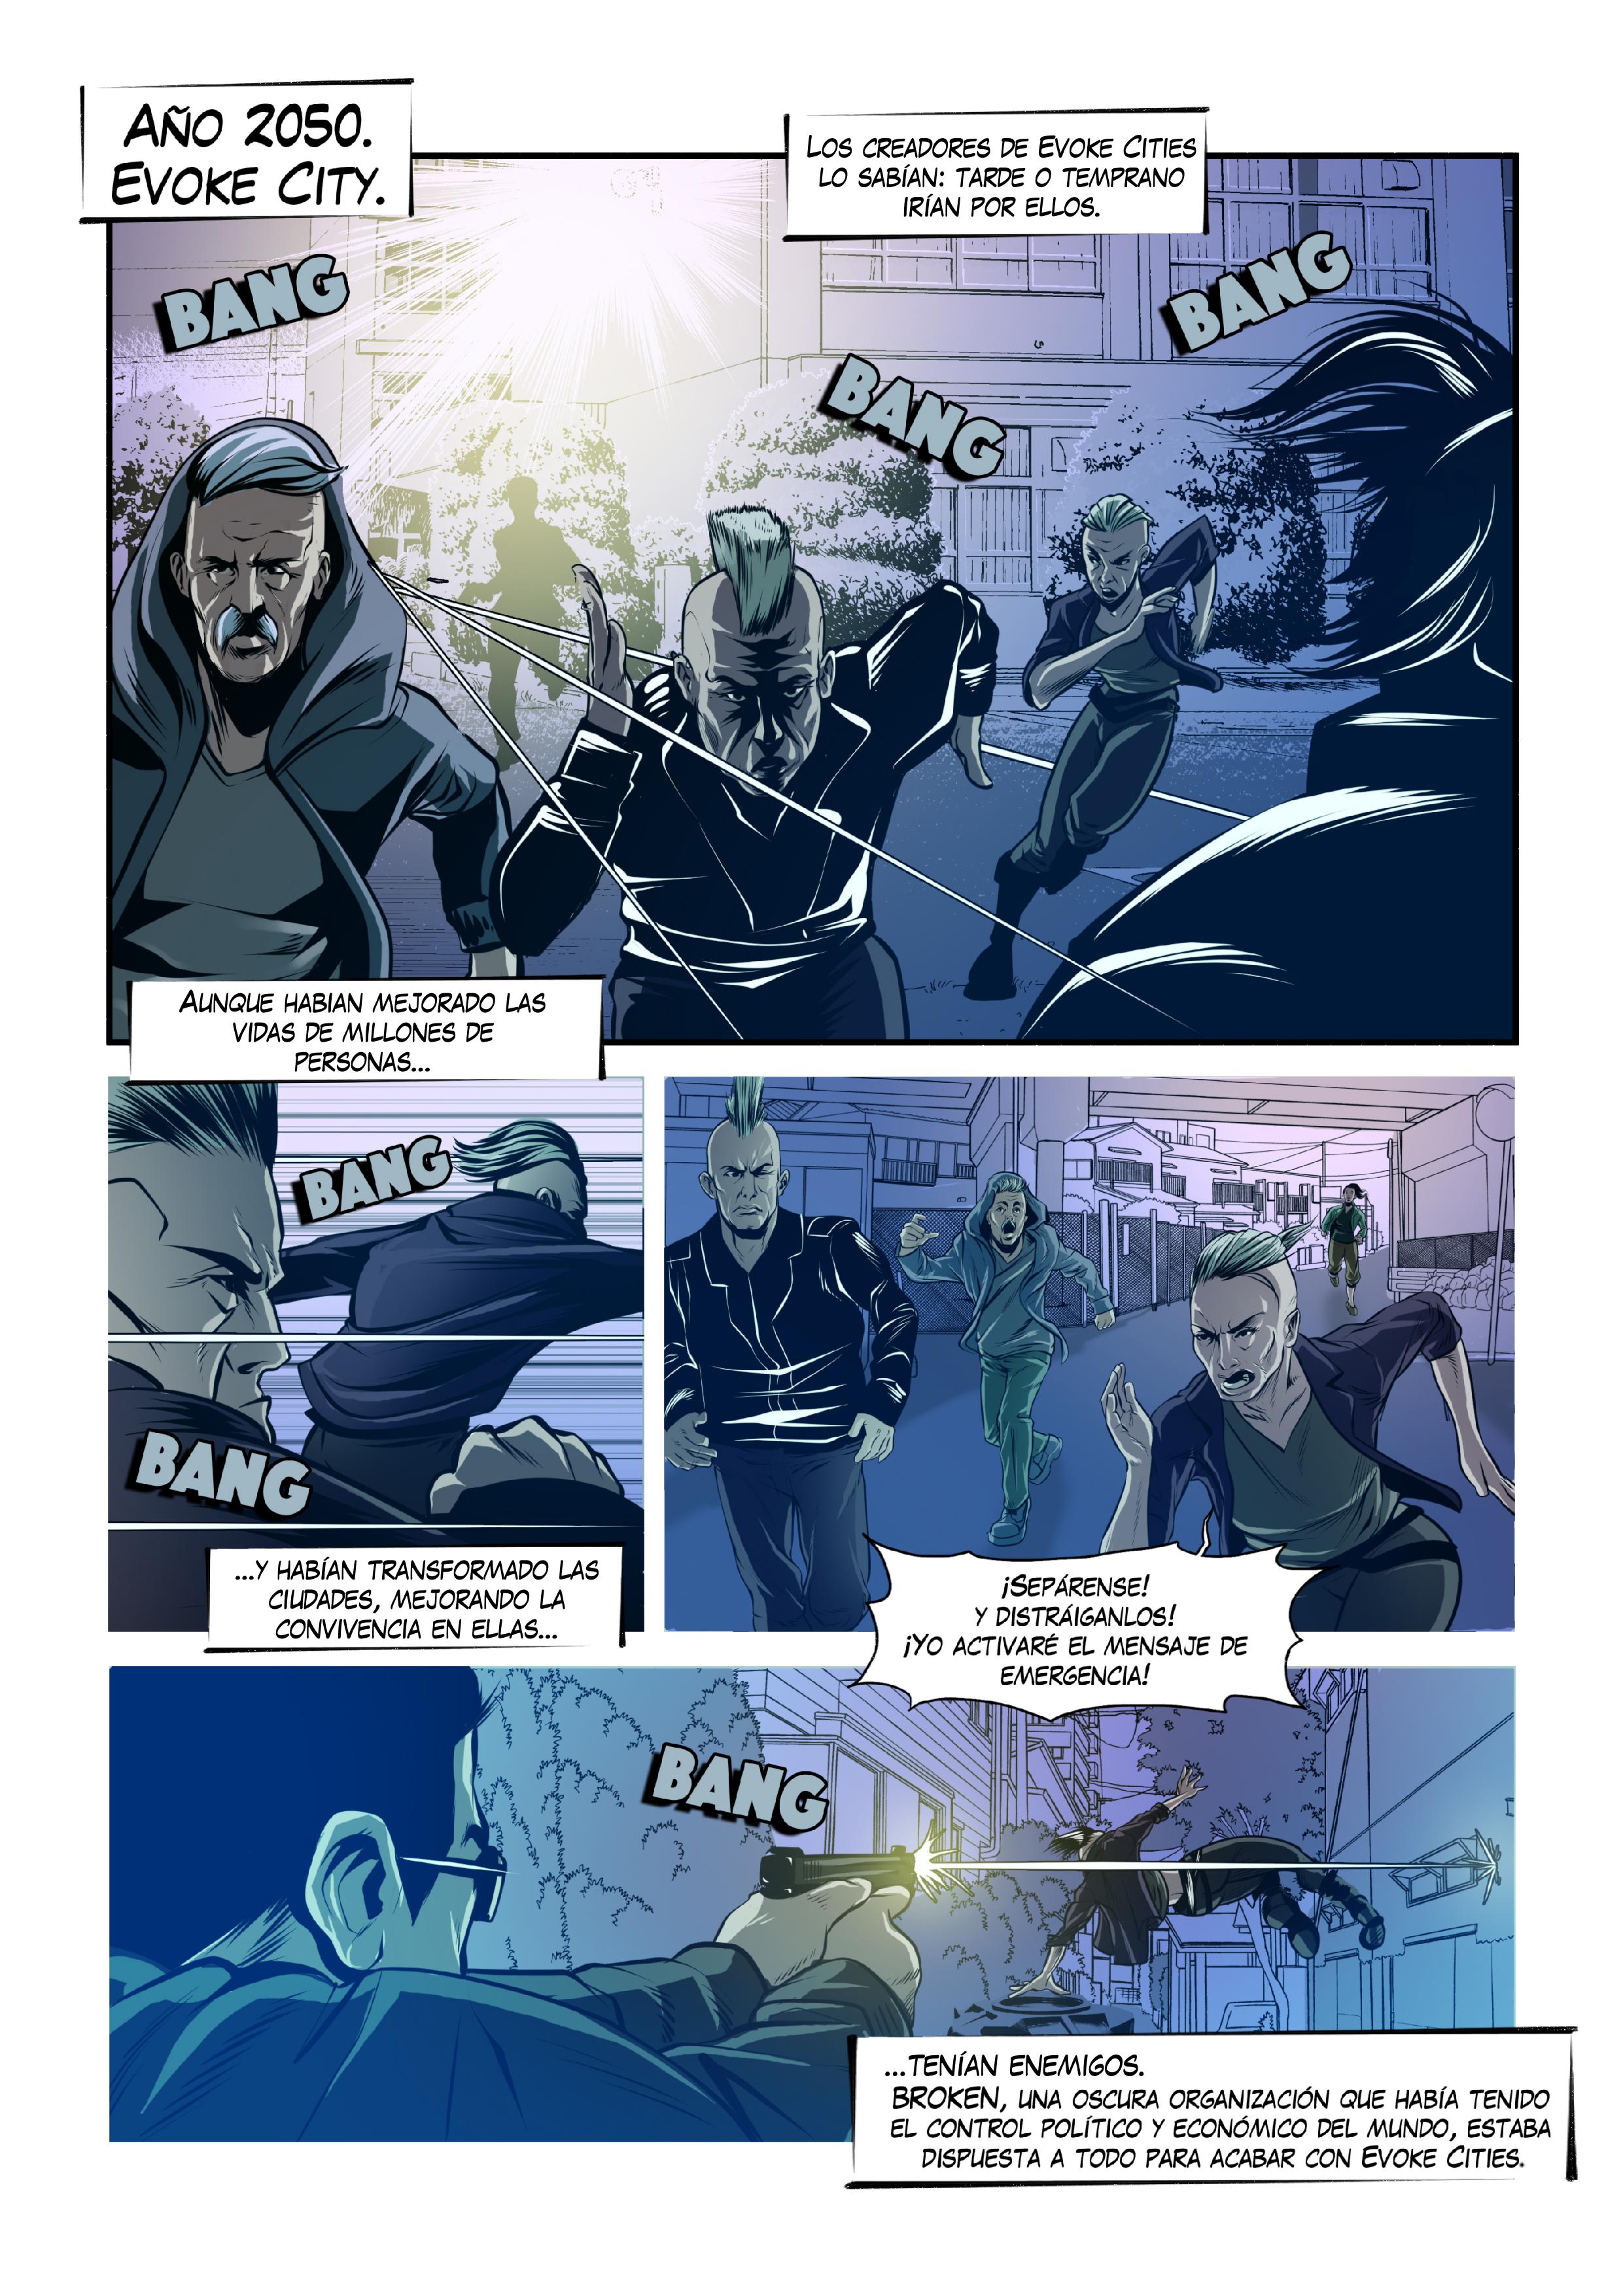 AÑO 2050.
EVOKE CITY.
LOS CREADORES DE EVOKE CITIES
LO SABÍAN: TARDE O TEMPRANO
IRÍAN POR ELLOS.
BANG
BANG
BANG
AUNQUE HABIAN MEJORADO LAS
VIDAS DE MILLONES DE
PERSONAS...
BANG
BANG
...Y HABÍAN TRANSFORMADO LAS
CIUDADES, MEJORANDO LA
CONVIVENCIA EN ELLAS...
¡SEPÁRENSE!
Y DISTRÁIGANLOS!
¡YO ACTIVARÉ EL MENSAJE DE
EMERGENCIA!
BANG
...TENÍAN ENEMIGOS.
BROKEN, UNA OSCURA ORGANIZACIÓN QUE HABÍA TENIDO
EL CONTROL POLÍTICO Y ECONÓMICO DEL MUNDO, ESTABA
DISPUESTA A TODO PARA ACABAR CON EVOKE CITIES.